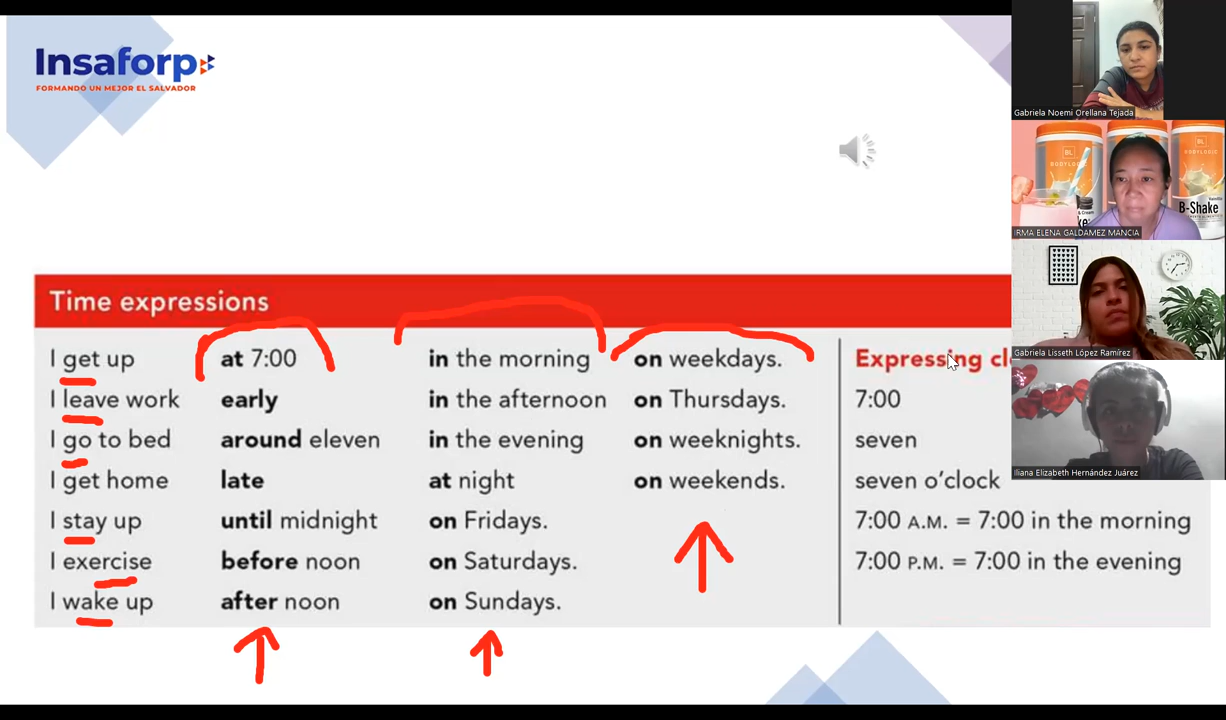 Insaforp
FORMANDO UN MEJOR EL SALVADOR
Time expressions
I get up at 7:00 in the morning on weekdays.
I leave work early in the afternoon on Thursdays.
I go to bed around eleven in the evening on weeknights.
I get home late at night on weekends.
I stay up until midnight on Fridays.
I exercise before noon on Saturdays.
I wake up after noon on Sundays.
Expressing
7:00
seven
seven o'clock
7:00 A.M. = 7:00 in the morning
7:00 P.M. = 7:00 in the evening
Gabriela Noemi Orellana Tejada
BL
BODYLOGIC
B-Shake
IRMA ELENA GALDAMEZ MANCIA
Gabriela Lisseth López Ramírez
Iliana Elizabeth Hernández Juárez